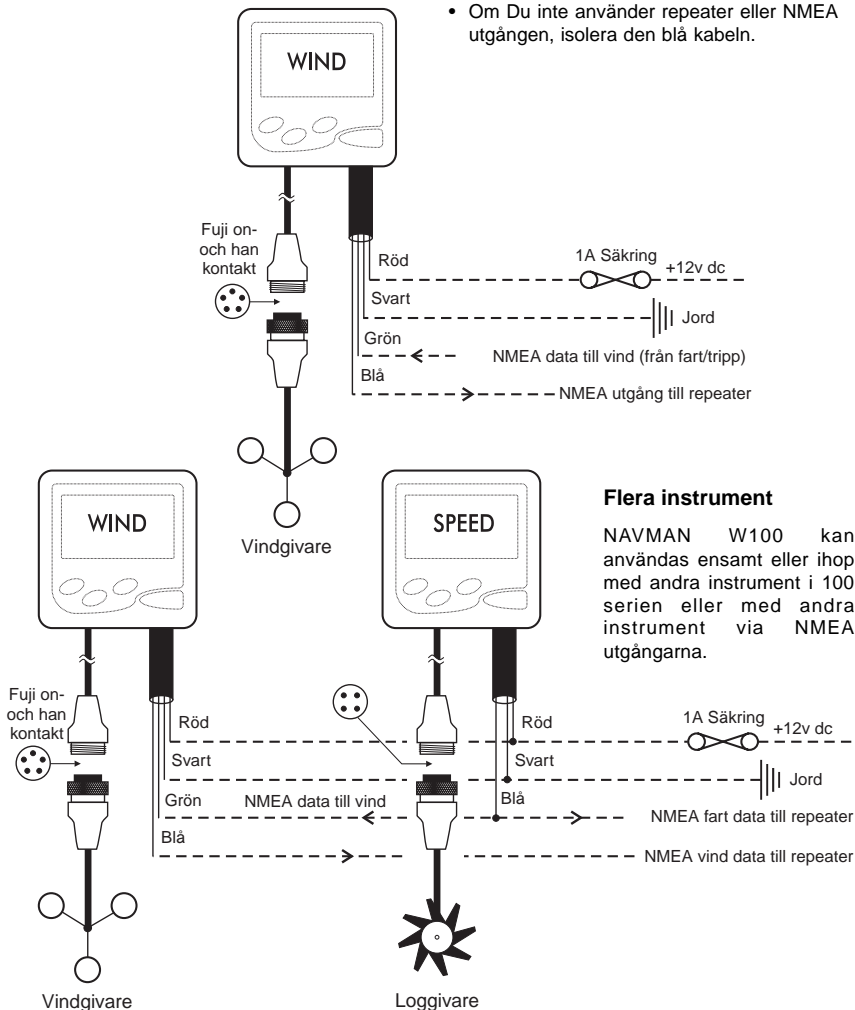 • Om Du inte använder repeater eller NMEA
utgången, isolera den blå kabeln.
WIND
Fuji on-
och han
kontakt
Röd
1A Säkring
+12v dc
Svart
Jord
Grön
NMEA data till vind (från fart/tripp)
Blå
NMEA utgång till repeater
Vindgivare
WIND
SPEED
Flera instrument
NAVMAN W100 kan
användas ensamt eller ihop
med andra instrument i 100
serien eller med andra
instrument via NMEA
utgångarna.
Fuji on-
och han
kontakt
Röd
Röd
1A Säkring
+12v dc
Svart
Svart
Jord
Grön
NMEA data till vind
Blå
NMEA fart data till repeater
Blå
NMEA vind data till repeater
Vindgivare
Loggivare